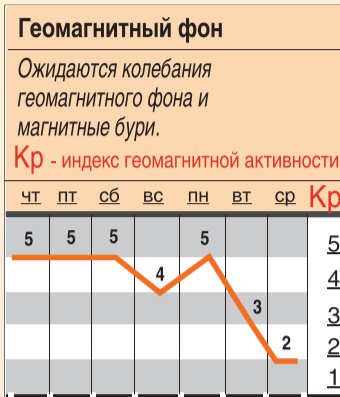 Геомагнитный фон
Ожидаются колебания
геомагнитного фона и
магнитные бури.
Кр - индекс геомагнитной активности
чт пт сб вс пн вт ср Кр
5 5 5 4 5 3 2
5
4
3
2
1